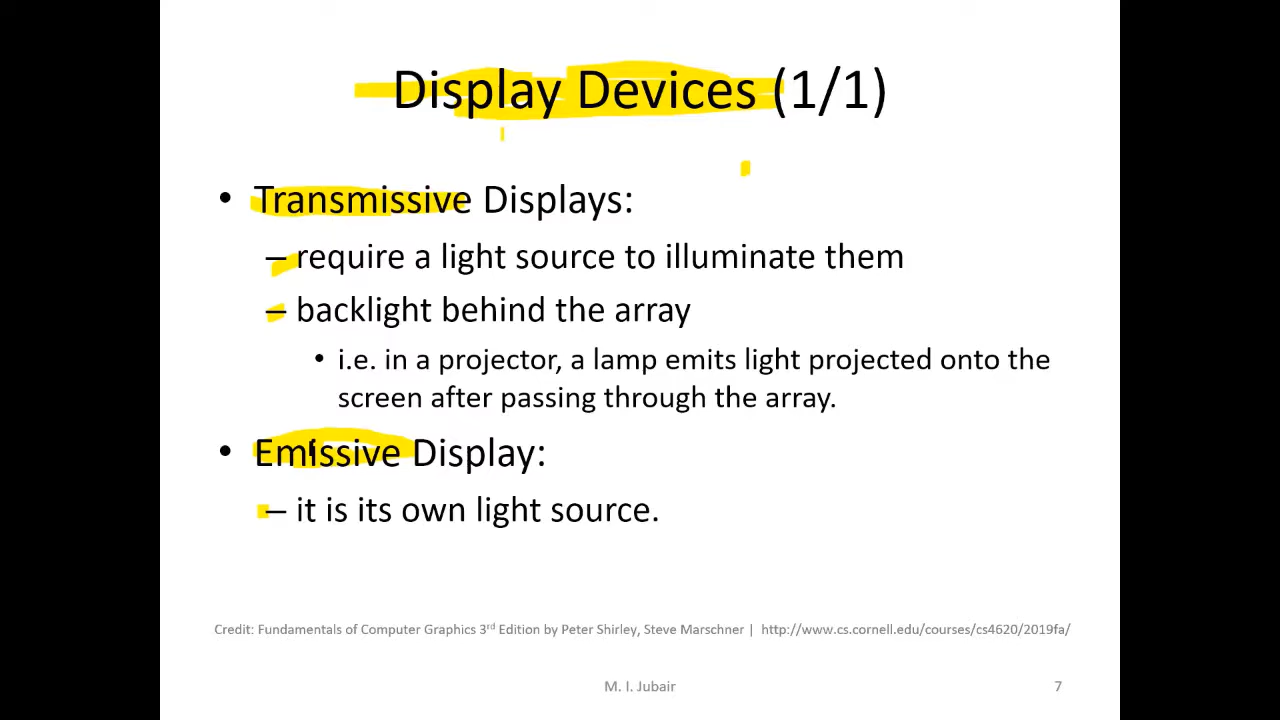 Display Devices (1/1)
• Transmissive Displays:
– require a light source to illuminate them
– backlight behind the array
• i.e. in a projector, a lamp emits light projected onto the
screen after passing through the array.
• Emissive Display:
– it is its own light source.
Credit: Fundamentals of Computer Graphics 3rd Edition by Peter Shirley, Steve Marschner | http://www.cs.cornell.edu/courses/cs4620/2019fa/
M. I. Jubair
7